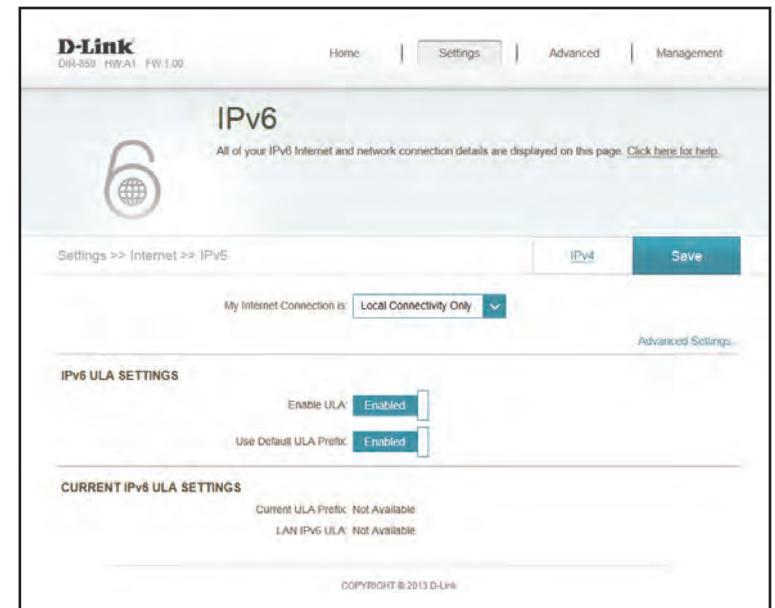 D-Link
DIR-859 HW:A1 FW:1.00
Home | Settings | Advanced | Management
IPv6
All of your IPv6 Internet and network connection details are displayed on this page. Click here for help.
Settings >> Internet >> IPv6
IPv4
Save
My Internet Connection is: Local Connectivity Only
Advanced Settings...
IPv6 ULA SETTINGS
Enable ULA: Enabled
Use Default ULA Prefix: Enabled
CURRENT IPv6 ULA SETTINGS
Current ULA Prefix: Not Available
LAN IPv6 ULA: Not Available
COPYRIGHT © 2013 D-Link